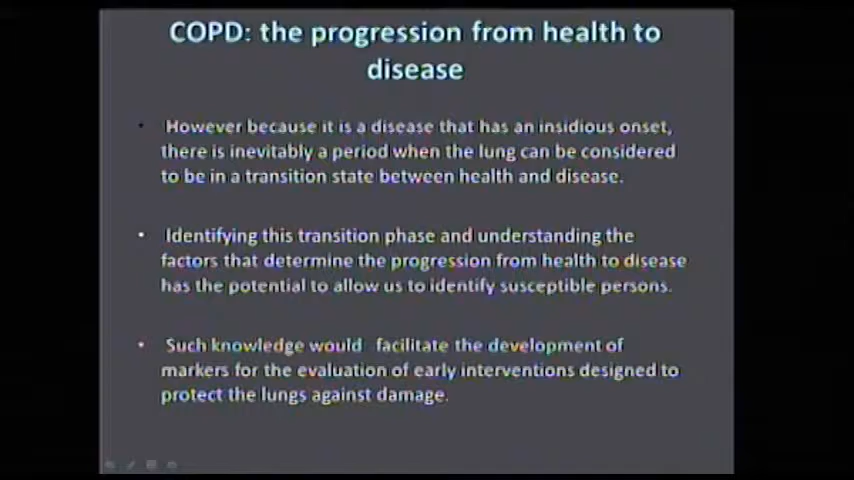 COPD: the progression from health to
disease
• However because it is a disease that has an insidious onset,
there is inevitably a period when the lung can be considered
to be in a transition state between health and disease.
• Identifying this transition phase and understanding the
factors that determine the progression from health to disease
has the potential to allow us to identify susceptible persons.
• Such knowledge would facilitate the development of
markers for the evaluation of early interventions designed to
protect the lungs against damage.